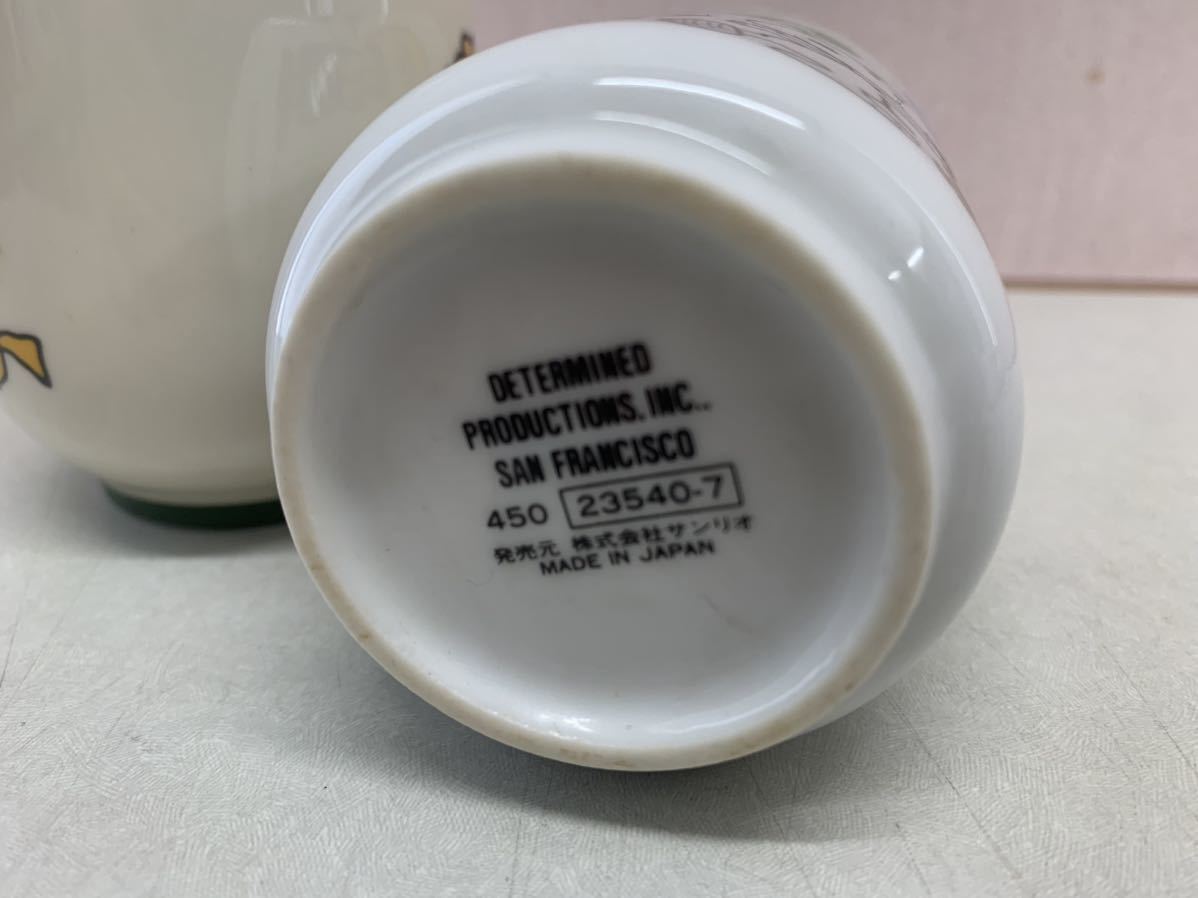 DETERMINED
PRODUCTIONS, INC.,
SAN FRANCISCO
450 23540-7
発売元 株式会社サンリオ
MADE IN JAPAN